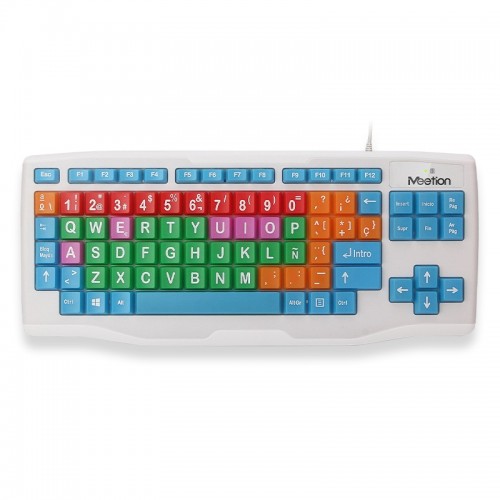 Meetion
Esc F1 F2 F3 F4 F5 F6 F7 F8 F9 F10 F11 F12
1! 2" 3# 4$ 5% 6& 7/ 8( 9) 0= ? ¿ Insert Inicio Re Pág
Q W E R T Y U I O P Supr Fin Av Pág
Bloq Mayús A S D F G H J K L Ñ Intro
Z X C V B N M
Ctrl Alt AltGr Ctrl